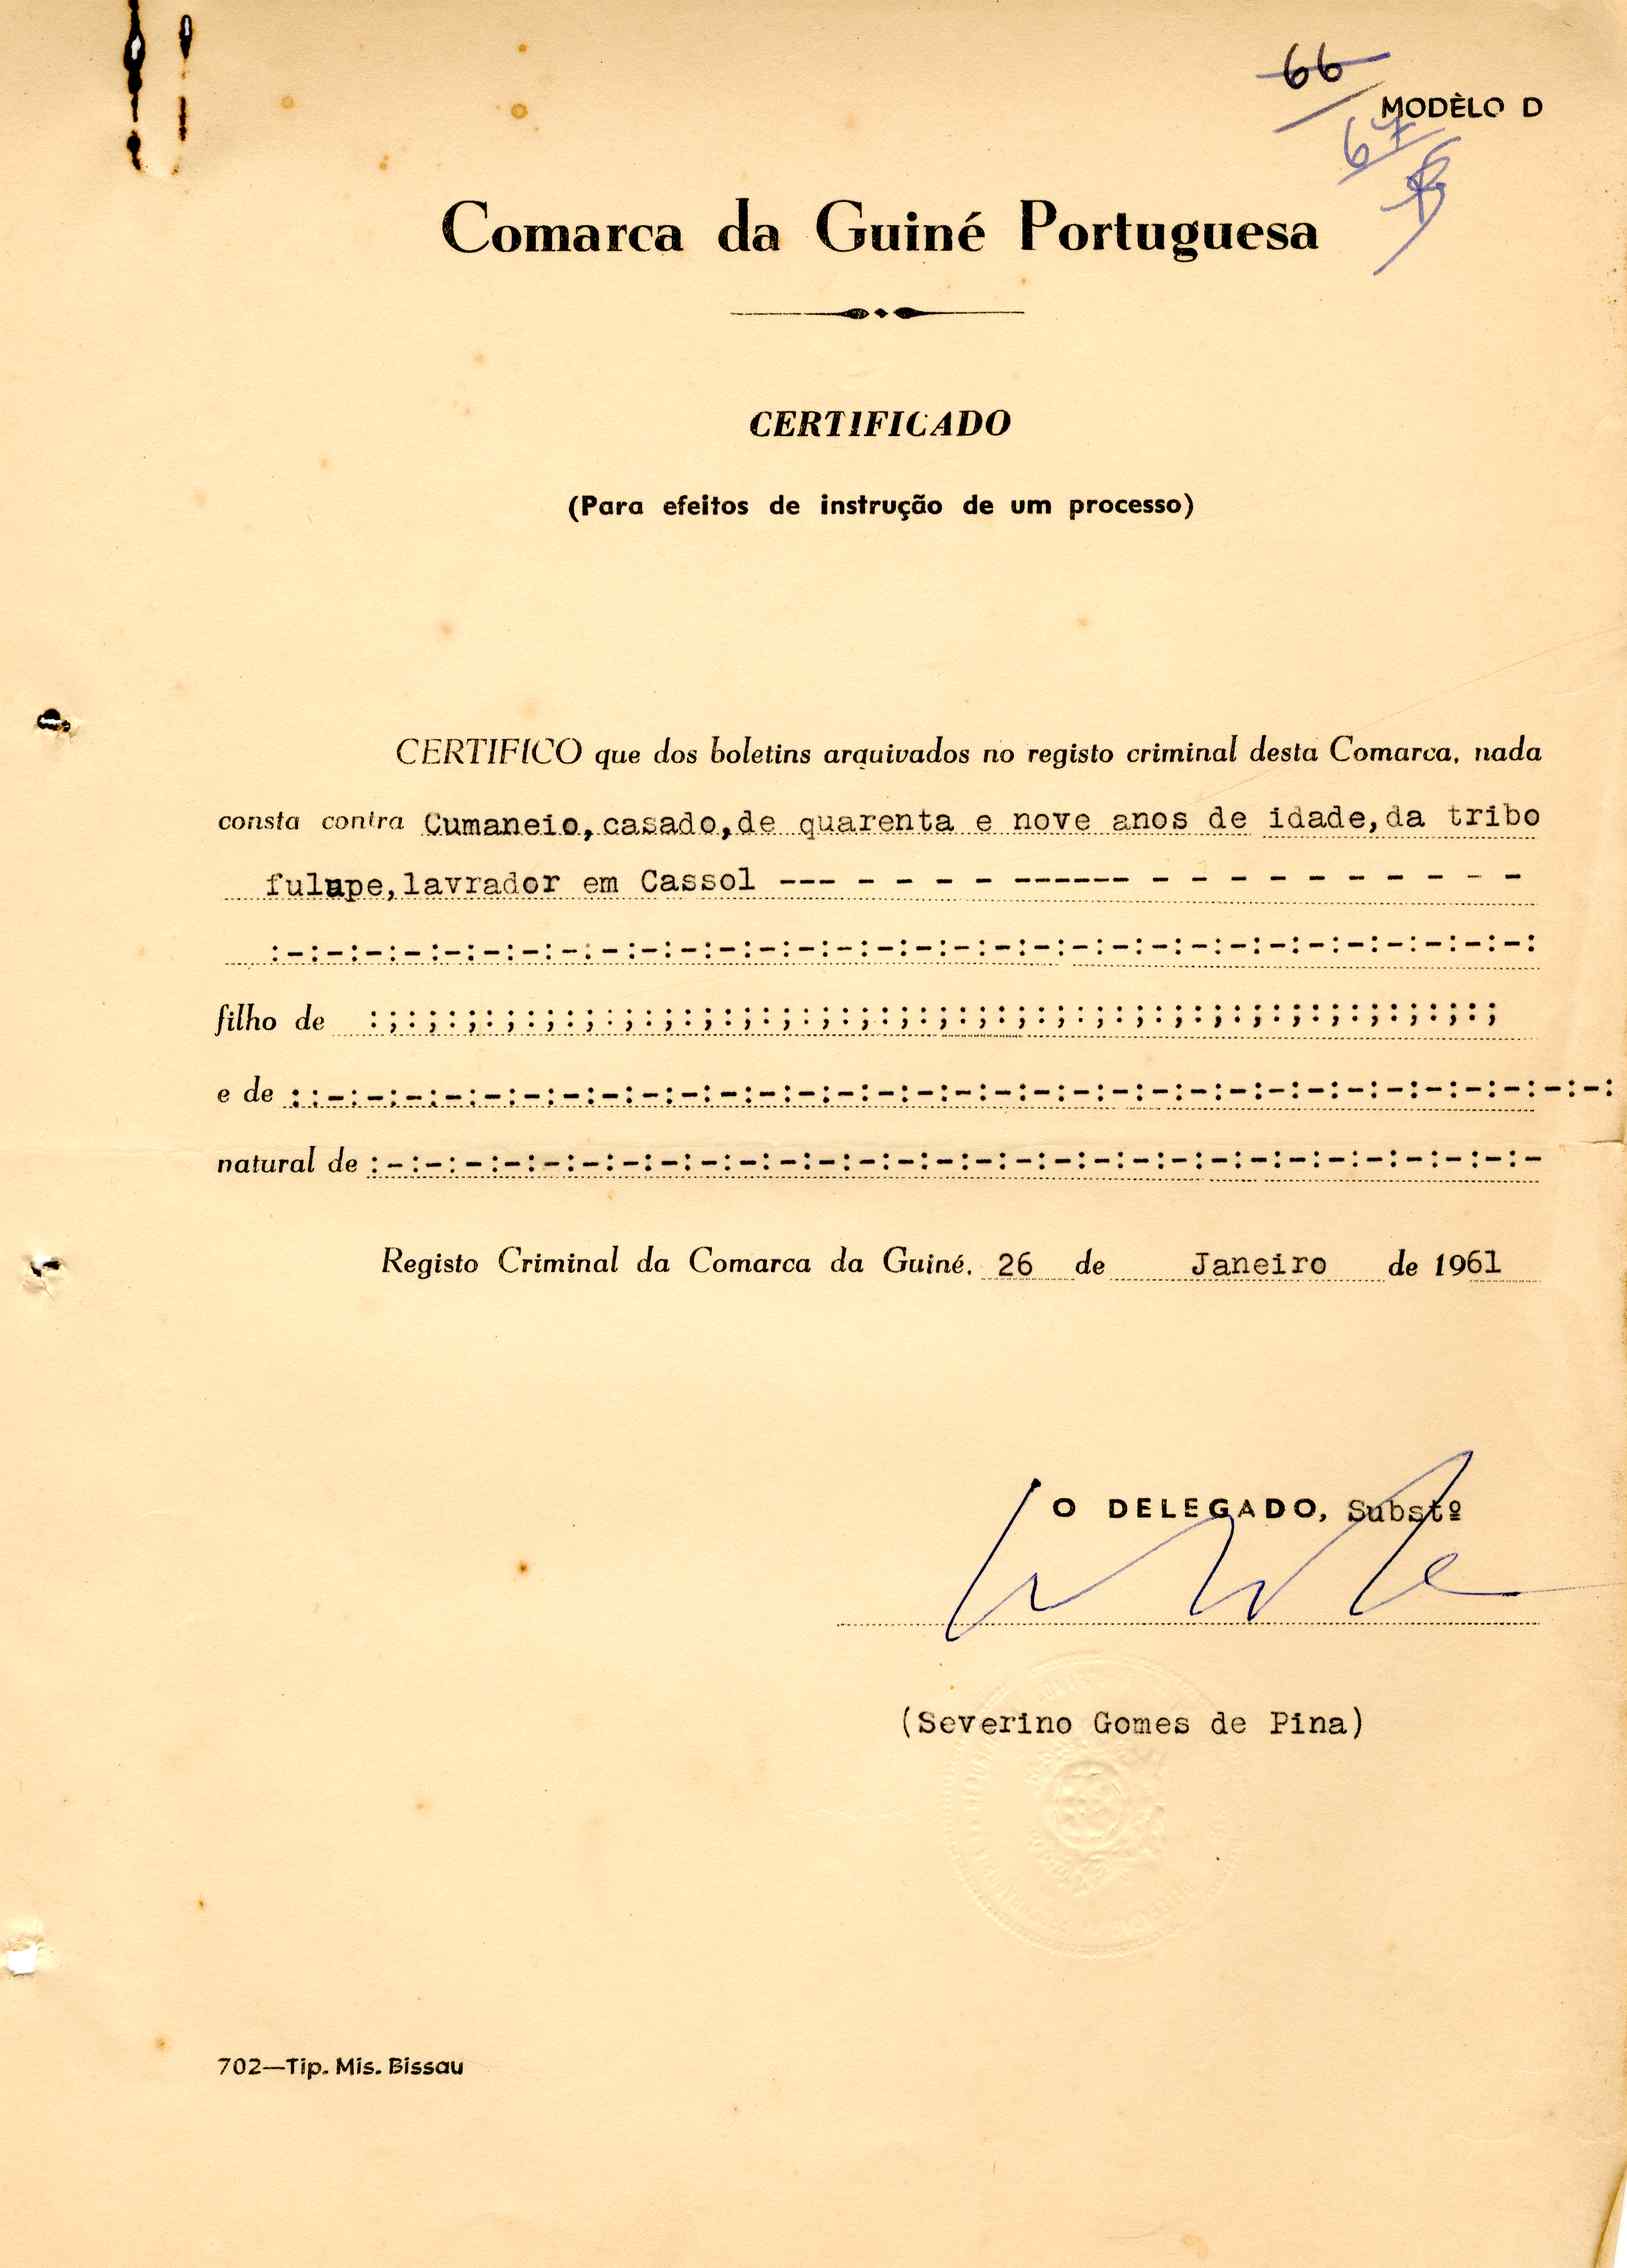 66
MODÈLO D
67
Comarca da Guiné Portuguesa
CERTIFICADO
(Para efeitos de instrução de um processo)
CERTIFICO que dos boletins arquivados no registo criminal desta Comarca, nada
consta contra Cumaneio, casado, de quarenta e nove anos de idade, da tribo
fulupe, lavrador em Cassol --- - - - - ------ - - - - - - - - - -
:-:-:-:-:-:-:-:-:-:-:-:-:-:-:-:-:-:-:-:-:-:-:-:-:-:-:-:-:-:-:-:-:
filho de :;:;:;:;:;:;:;:;:;:;:;:;:;:;:;:;:;:;:;:;:;:;:;:;:;:;:;:;:;
e de ::-:-:-:-:-:-:-:-:-:-:-:-:-:-:-:-:-:-:-:-:-:-:-:-:-:-:-:-:-:-:-:-:-:
natural de :-:-:-:-:-:-:-:-:-:-:-:-:-:-:-:-:-:-:-:-:-:-:-:-:-:-:-:-:-:-
Registo Criminal da Comarca da Guiné, 26 de Janeiro de 1961
O DELEGADO, Substº
(Severino Gomes de Pina)
702—Tip. Mis. Bissau